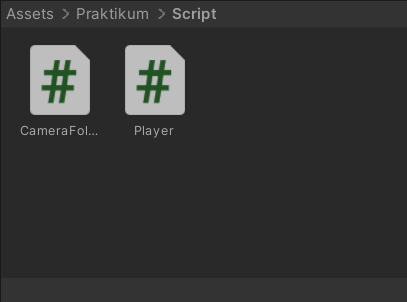 Assets > Praktikum > Script
# #
CameraFol... Player